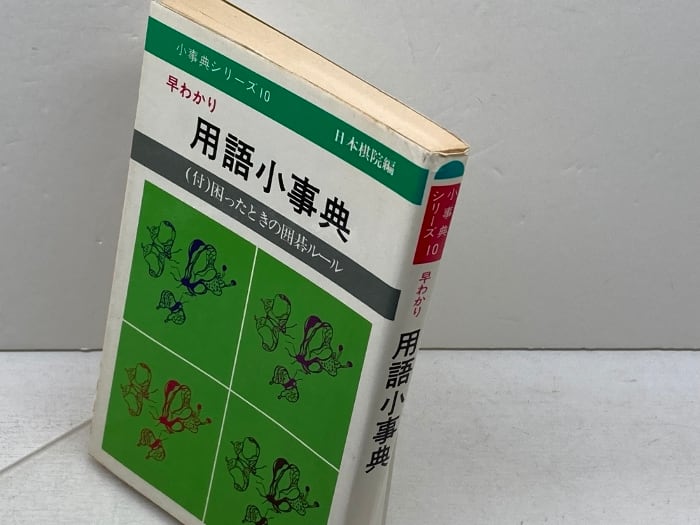 小事典シリーズ10
日本棋院編
早わかり
用語小事典
(付)困ったときの囲碁ルール
小事典
シリーズ10
早わかり
用語小事典